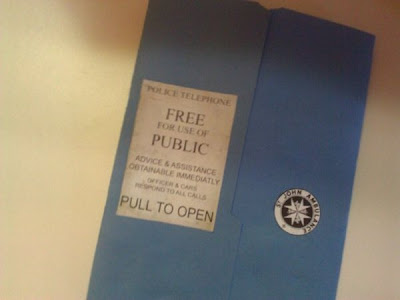 POLICE TELEPHONE
FREE
FOR USE OF
PUBLIC
ADVICE & ASSISTANCE
OBTAINABLE IMMEDIATLY
OFFICER & CARS
RESPOND TO ALL CALLS
PULL TO OPEN
ST JOHN AMBULANCE